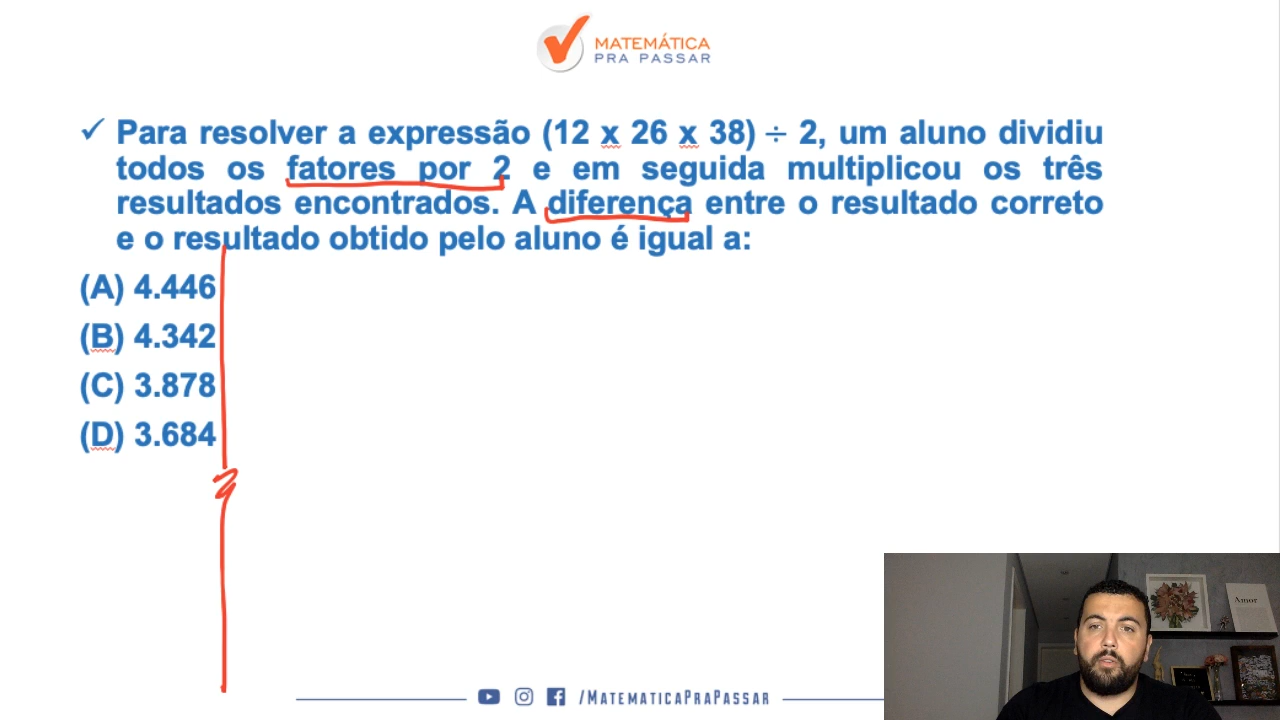 MATEMÁTICA
PRA PASSAR
✓ Para resolver a expressão (12 x 26 x 38) ÷ 2, um aluno dividiu
todos os fatores por 2 e em seguida multiplicou os três
resultados encontrados. A diferença entre o resultado correto
e o resultado obtido pelo aluno é igual a:
(A) 4.446
(B) 4.342
(C) 3.878
(D) 3.684
Amor
/MATEMATICAPRAPASSAR